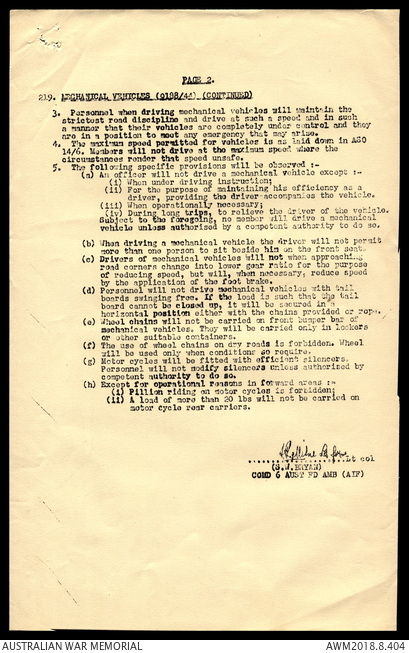 PAGE 2.
219. MECHANICAL VEHICLES (9188/44) (CONTINUED)
3. Personnel when driving mechanical vehicles will maintain the
strictest road discipline and drive at such a speed and in such
a manner that their vehicles are completely under control and they
are in a position to meet any emergency that may arise.
4. The maximum speed permitted for vehicles is as laid down in ASO
14/6. Members will not drive at the maximum speed where the
circumstances render that speed unsafe.
5. The following specific provisions will be observed :-
(a) An officer will not drive a mechanical vehicle except :-
(i) When under driving instruction;
(ii) For the purpose of maintaining his efficiency as a
driver, providing the driver accompanies the vehicle.
(iii) When operationally necessary;
(iv) During long trips, to relieve the driver of the vehicle.
Subject to the foregoing, no member will drive a mechanical
vehicle unless authorised by a competent authority to do so.
(b) When driving a mechanical vehicle the driver will not permit
more than one person to sit beside him on the front seat.
(c) Drivers of mechanical vehicles will not when approaching
road corners change into lower gear ratio for the purpose
of reducing speed, but will, when necessary, reduce speed
by the application of the foot brake.
(d) Personnel will not drive mechanical vehicles with tail
boards swinging free. If the load is such that the tail
board cannot be closed up, it will be secured in a
horizontal position either with the chains provided or rope.
(e) Wheel chains will not be carried on front bumper bar of
mechanical vehicles. They will be carried only in lockers
or other suitable containers.
(f) The use of wheel chains on dry roads is forbidden. Wheel
will be used only when conditions so require.
(g) Motor cycles will be fitted with efficient silencers.
Personnel will not modify silencers unless authorised by
competent authority to do so.
(h) Except for operational reasons in forward areas :-
(i) Pillion riding on motor cycles is forbidden;
(ii) A load of more than 20 lbs will not be carried on
motor cycle rear carriers.
Lt col
(S.J. BRYAN)
COMD 6 AUST FD AMB (AIF)
AUSTRALIAN WAR MEMORIAL
AWM2018.8.404